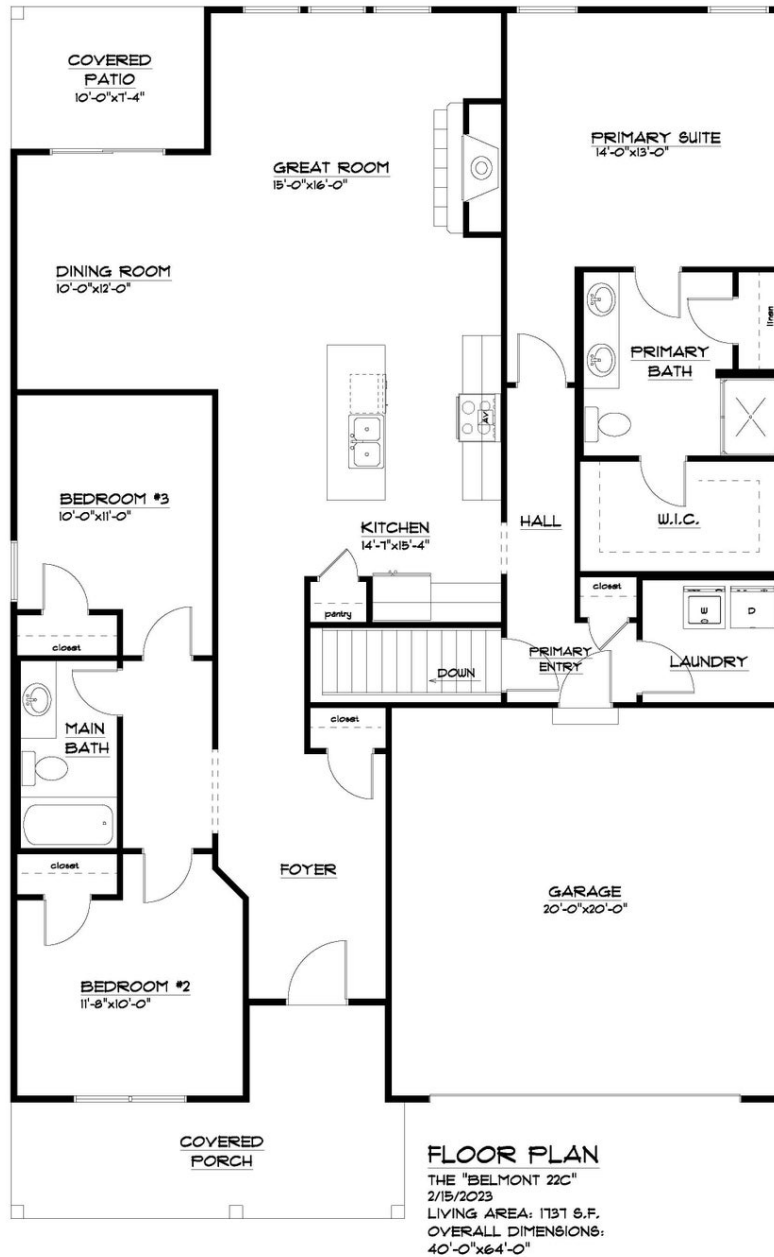 COVERED
PATIO
10'-0"x7'-4"
GREAT ROOM
15'-0"x16'-0"
PRIMARY SUITE
14'-0"x13'-0"
DINING ROOM
10'-0"x12'-0"
linen
PRIMARY
BATH
AV
BEDROOM #3
10'-0"x11'-0"
KITCHEN
14'-7"x15'-4"
HALL
W.I.C.
closet
pantry
W
D
closet
DOWN
PRIMARY
ENTRY
LAUNDRY
MAIN
BATH
closet
closet
FOYER
GARAGE
20'-0"x20'-0"
BEDROOM #2
11'-8"x10'-0"
COVERED
PORCH
FLOOR PLAN
THE "BELMONT 22C"
2/15/2023
LIVING AREA: 1737 S.F.
OVERALL DIMENSIONS:
40'-0"x64'-0"